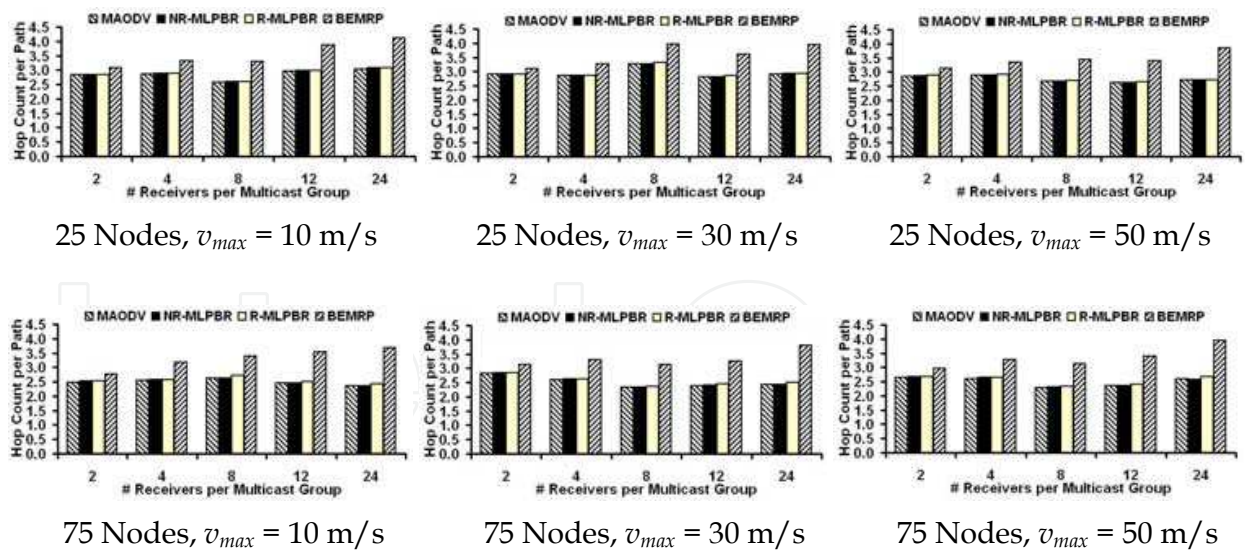 MAODV NR-MLPBR R-MLPBR BEMRP
Hop Count per Path
4.5
4.0
3.5
3.0
2.5
2.0
1.5
1.0
0.5
0.0
2 4 8 12 24
# Receivers per Multicast Group
25 Nodes, vmax = 10 m/s
MAODV NR-MLPBR R-MLPBR BEMRP
Hop Count per Path
4.5
4.0
3.5
3.0
2.5
2.0
1.5
1.0
0.5
0.0
2 4 8 12 24
# Receivers per Multicast Group
25 Nodes, vmax = 30 m/s
MAODV NR-MLPBR R-MLPBR BEMRP
Hop Count per Path
4.5
4.0
3.5
3.0
2.5
2.0
1.5
1.0
0.5
0.0
2 4 8 12 24
# Receivers per Multicast Group
25 Nodes, vmax = 50 m/s
MAODV NR-MLPBR R-MLPBR BEMRP
Hop Count per Path
4.5
4.0
3.5
3.0
2.5
2.0
1.5
1.0
0.5
0.0
2 4 8 12 24
# Receivers per Multicast Group
75 Nodes, vmax = 10 m/s
MAODV NR-MLPBR R-MLPBR BEMRP
Hop Count per Path
4.5
4.0
3.5
3.0
2.5
2.0
1.5
1.0
0.5
0.0
2 4 8 12 24
# Receivers per Multicast Group
75 Nodes, vmax = 30 m/s
MAODV NR-MLPBR R-MLPBR BEMRP
Hop Count per Path
4.5
4.0
3.5
3.0
2.5
2.0
1.5
1.0
0.5
0.0
2 4 8 12 24
# Receivers per Multicast Group
75 Nodes, vmax = 50 m/s